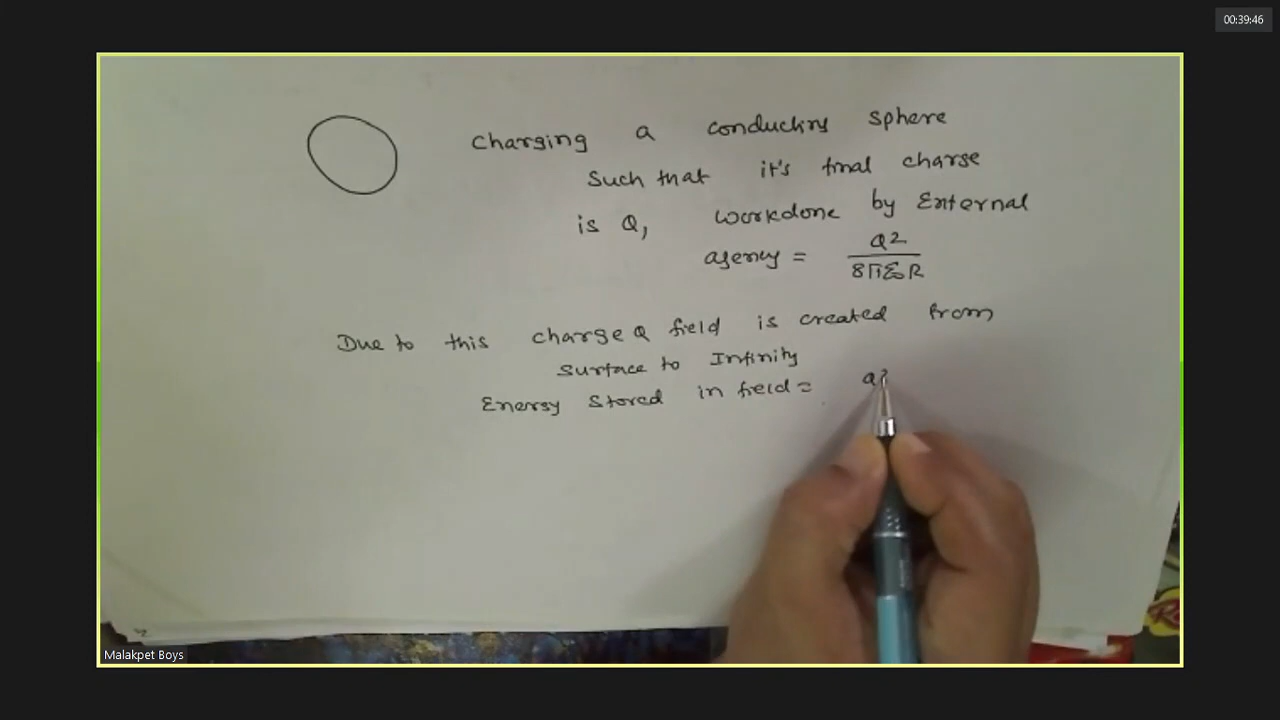 00:39:46
Charging a conducting sphere
Such that it's final charge
is Q, workdone by External
agency = Q2
8πε0R
Due to this charge Q field is created from
Surface to Infinity
Energy Stored in field = Q2
Malakpet Boys